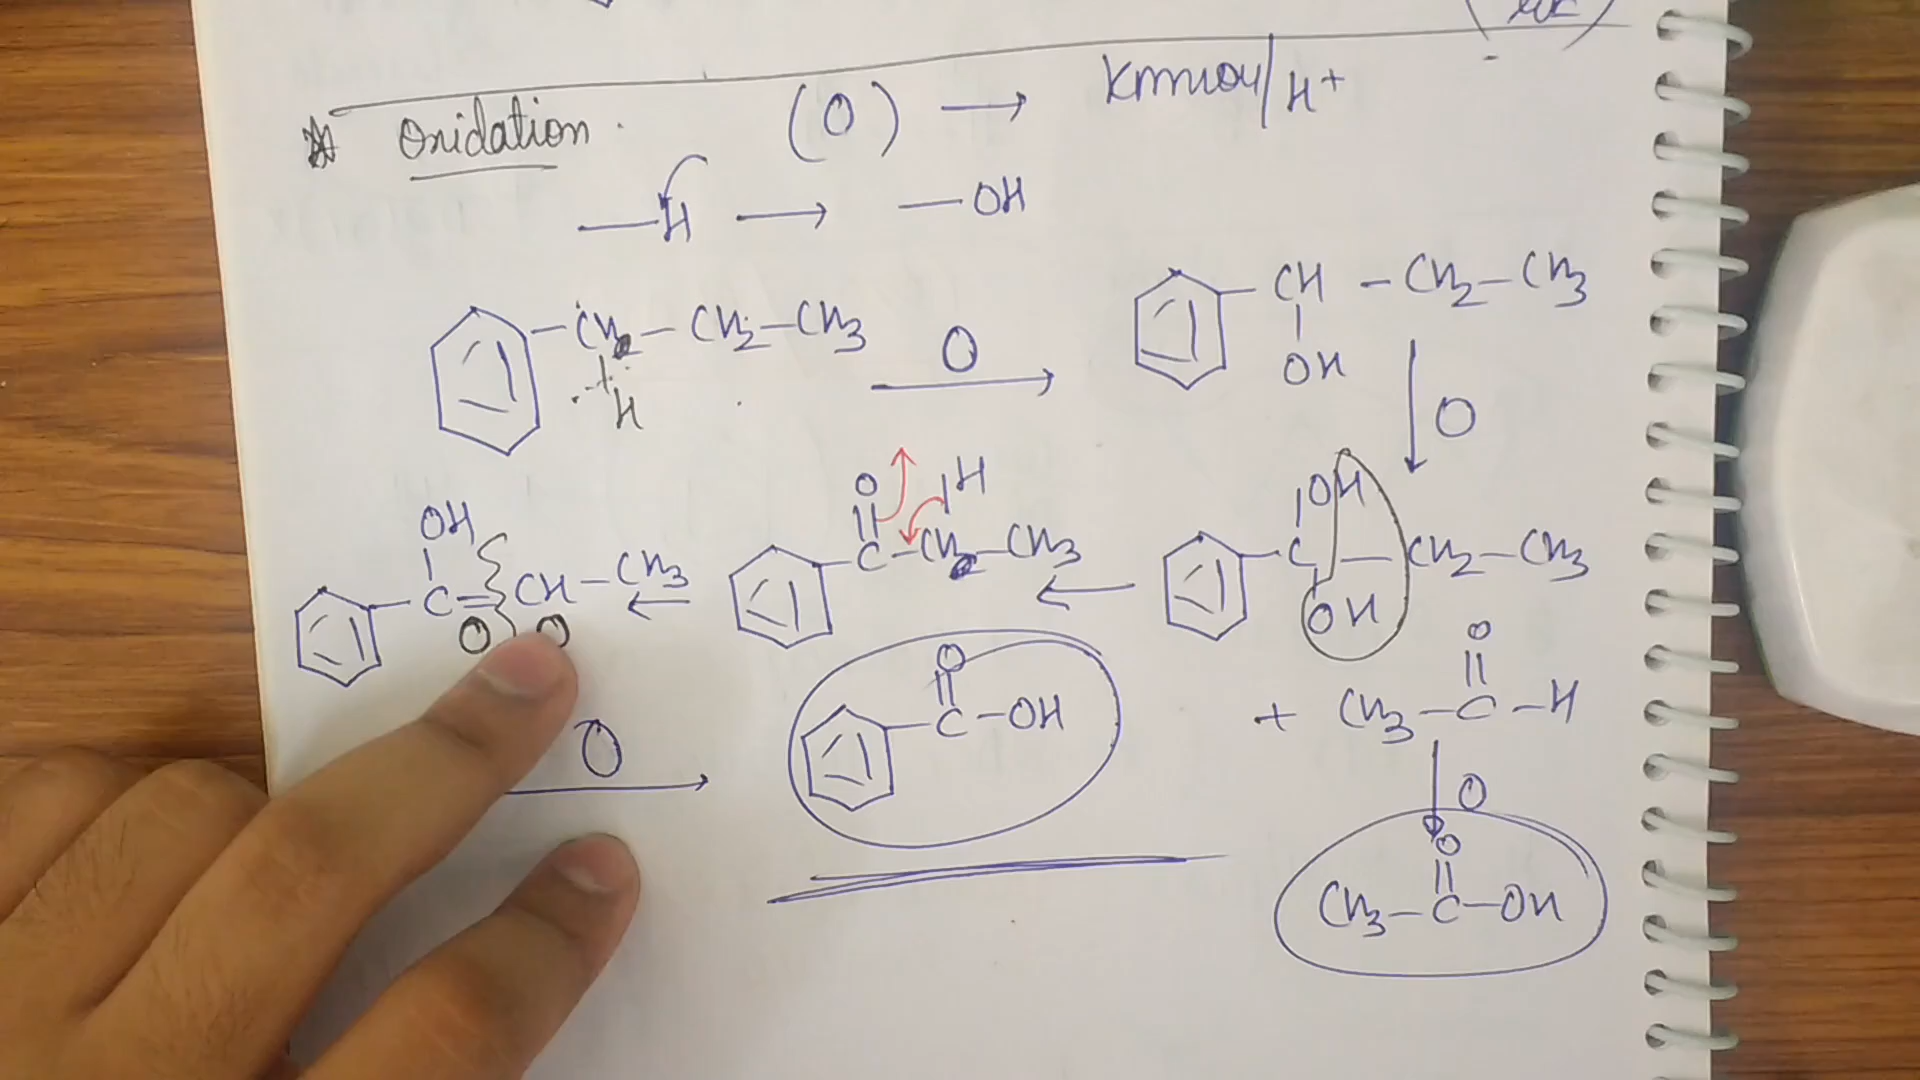 Oxidation. (O) → KMnO4/H+
—H → —OH
CH2—CH2—CH3
H
O
CH—CH2—CH3
OH
O
OH
C—CH2—CH3
OH
O H
C—CH2—CH3
OH
C=CH—CH3
O O
O
O
C—OH
+ CH3—C—H
O
O
O
CH3—C—OH